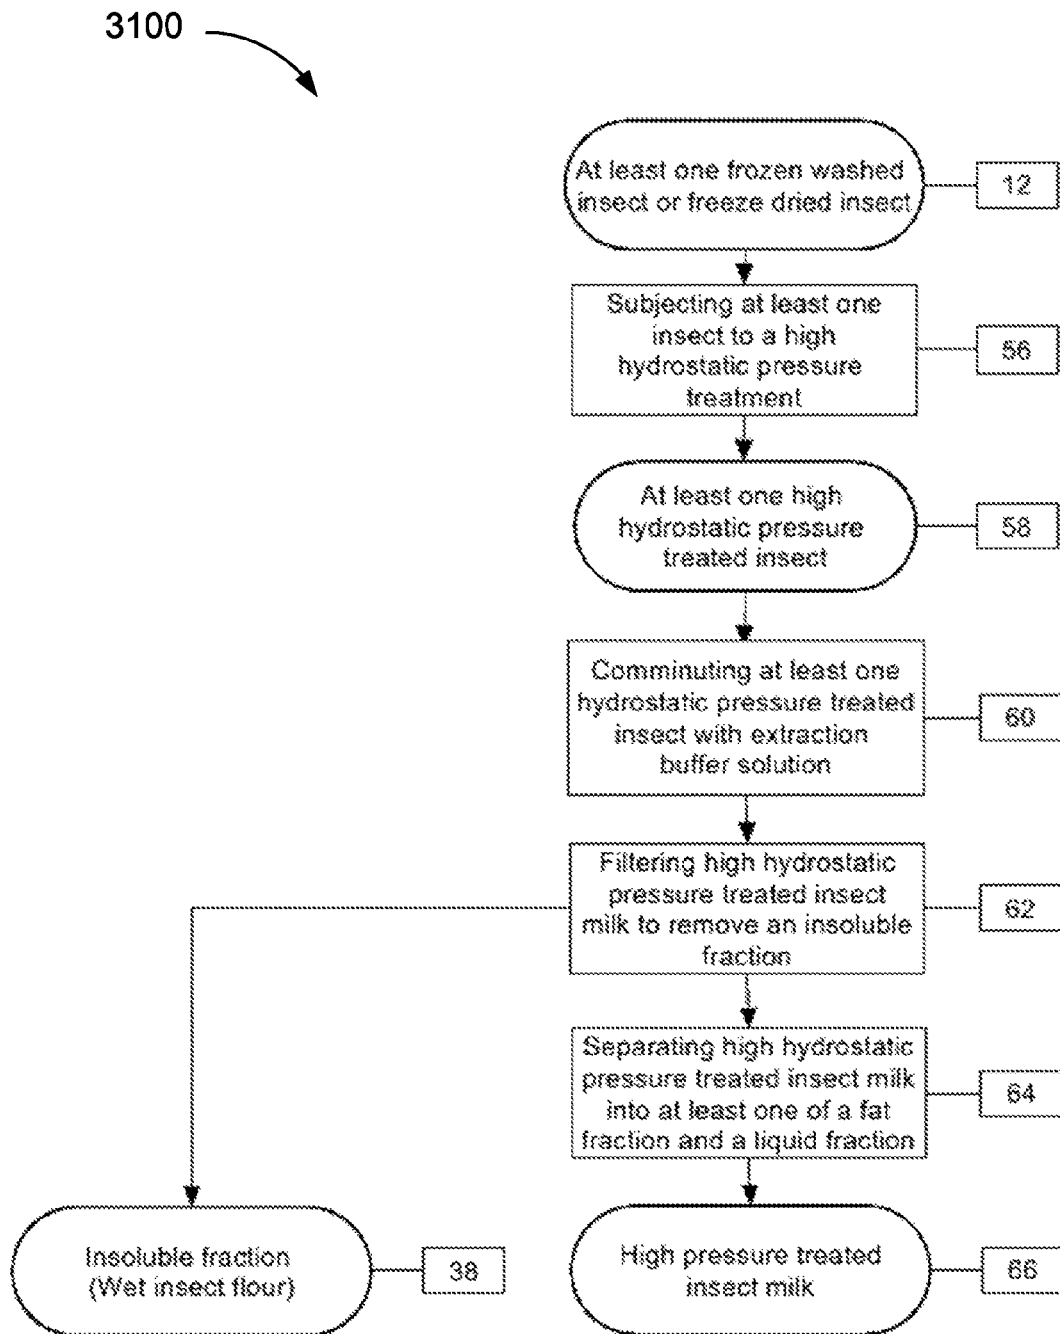 3100
At least one frozen washed
insect or freeze dried insect
12
Subjecting at least one
insect to a high
hydrostatic pressure
treatment
56
At least one high
hydrostatic pressure
treated insect
58
Comminuting at least one
hydrostatic pressure treated
insect with extraction
buffer solution
60
Filtering high hydrostatic
pressure treated insect
milk to remove an insoluble
fraction
62
Separating high hydrostatic
pressure treated insect milk
into at least one of a fat
fraction and a liquid fraction
64
Insoluble fraction
(Wet insect flour)
38
High pressure treated
insect milk
66